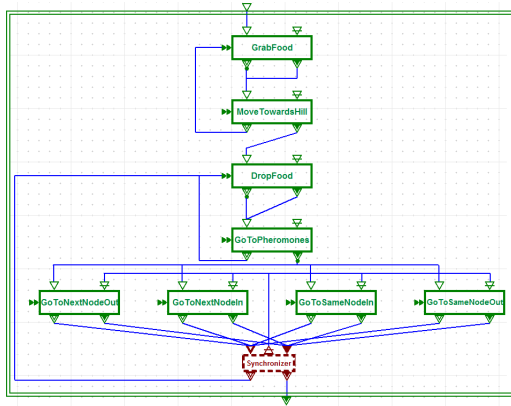 GrabFood
MoveTowardsHill
DropFood
GoToPheromones
GoToNextNodeOut
GoToNextNodeIn
GoToSameNodeIn
GoToSameNodeOut
Synchronizer